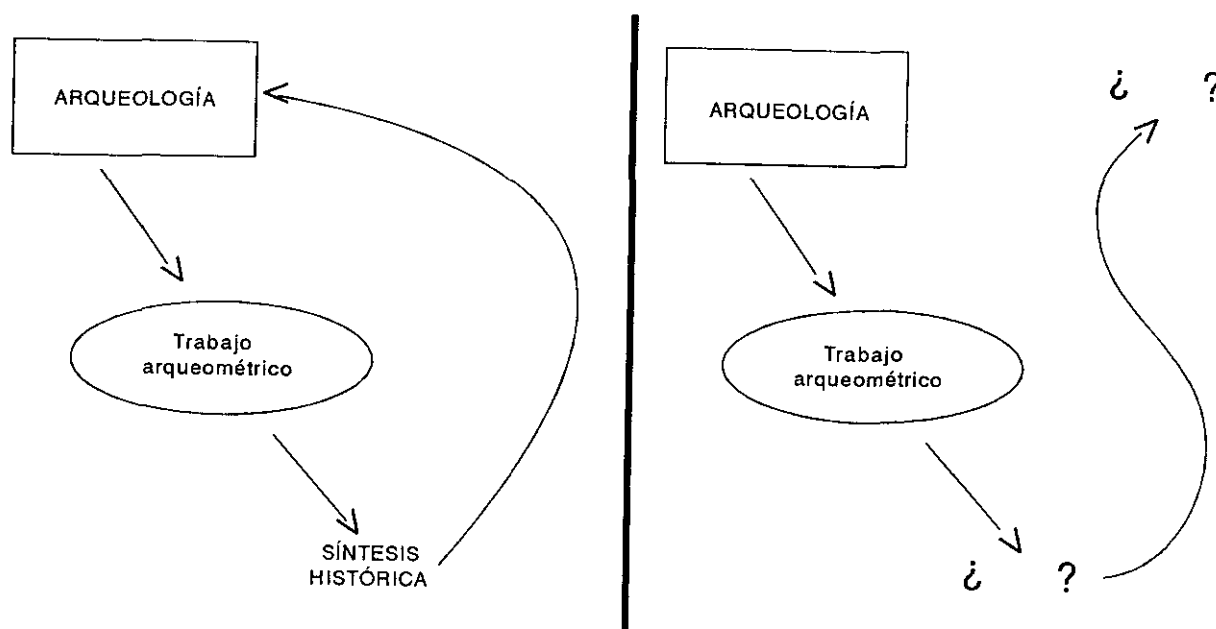 ARQUEOLOGÍA
Trabajo
arqueométrico
SÍNTESIS
HISTÓRICA
¿ ?
ARQUEOLOGÍA
Trabajo
arqueométrico
¿ ?